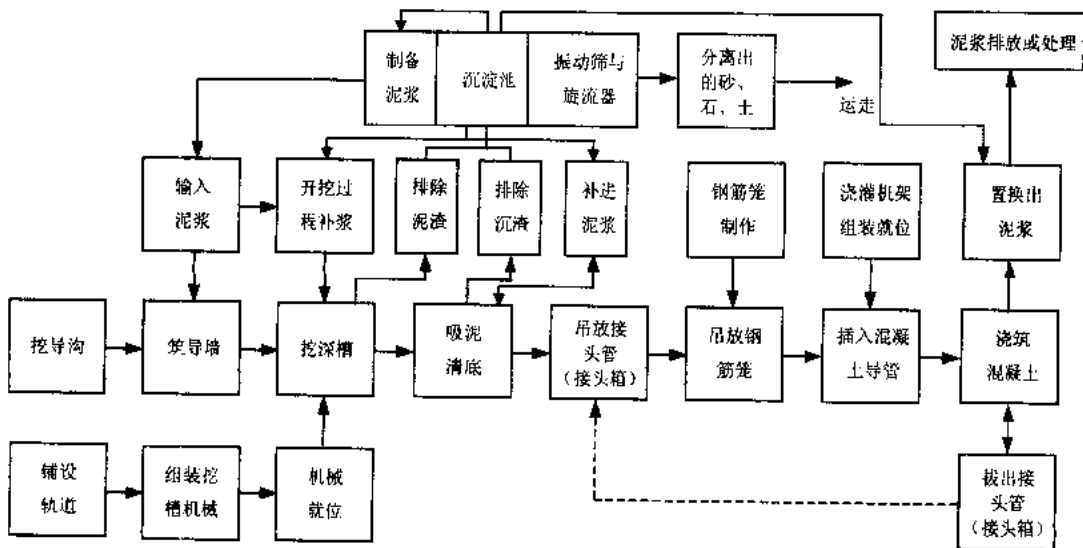 制备
泥浆
沉淀池
振动筛与
旋流器
分离出
的砂、
石、土
运走
泥浆排放或处理
输入
泥浆
开挖过
程补浆
排除
泥渣
排除
沉渣
补进
泥浆
钢筋笼
制作
浇灌机架
组装就位
置换出
泥浆
挖导沟
筑导墙
挖深槽
吸泥
清底
吊放接
头管
（接头箱）
吊放钢
筋笼
插入混凝
土导管
浇筑
混凝土
铺设
轨道
组装挖
槽机械
机械
就位
拔出接
头管
（接头箱）